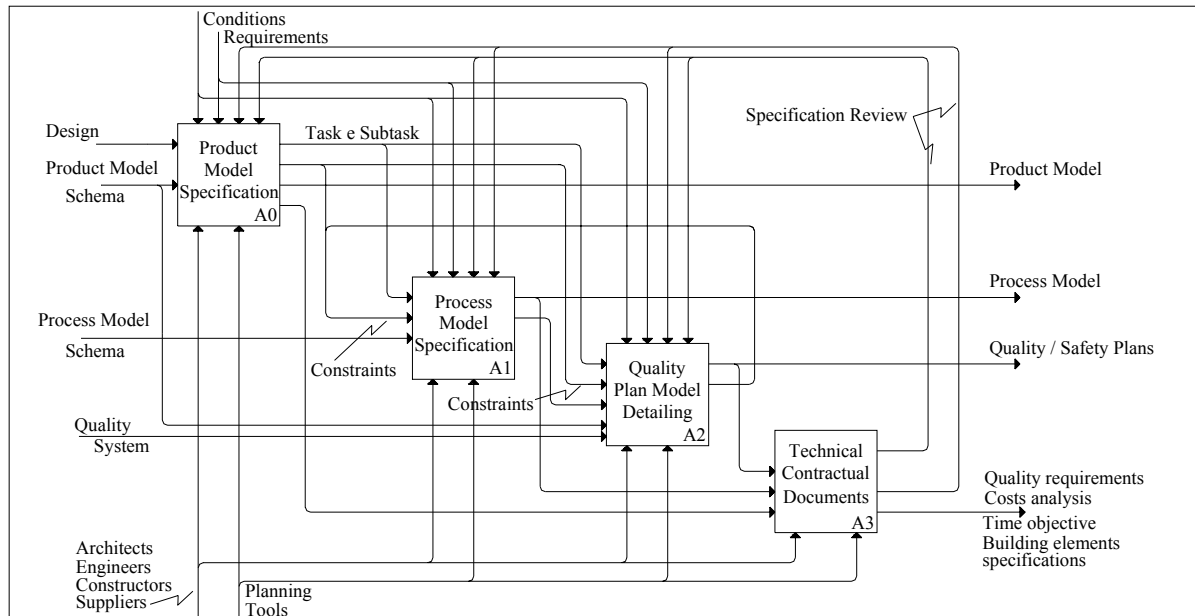 Conditions
Requirements
Design
Product Model
Schema
Product
Model
Specification
A0
Task e Subtask
Specification Review
Product Model
Process Model
Schema
Constraints
Process
Model
Specification
A1
Process Model
Quality / Safety Plans
Constraints
Quality
Plan Model
Detailing
A2
Quality
System
Technical
Contractual
Documents
A3
Quality requirements
Costs analysis
Time objective
Building elements
specifications
Architects
Engineers
Constructors
Suppliers
Planning
Tools